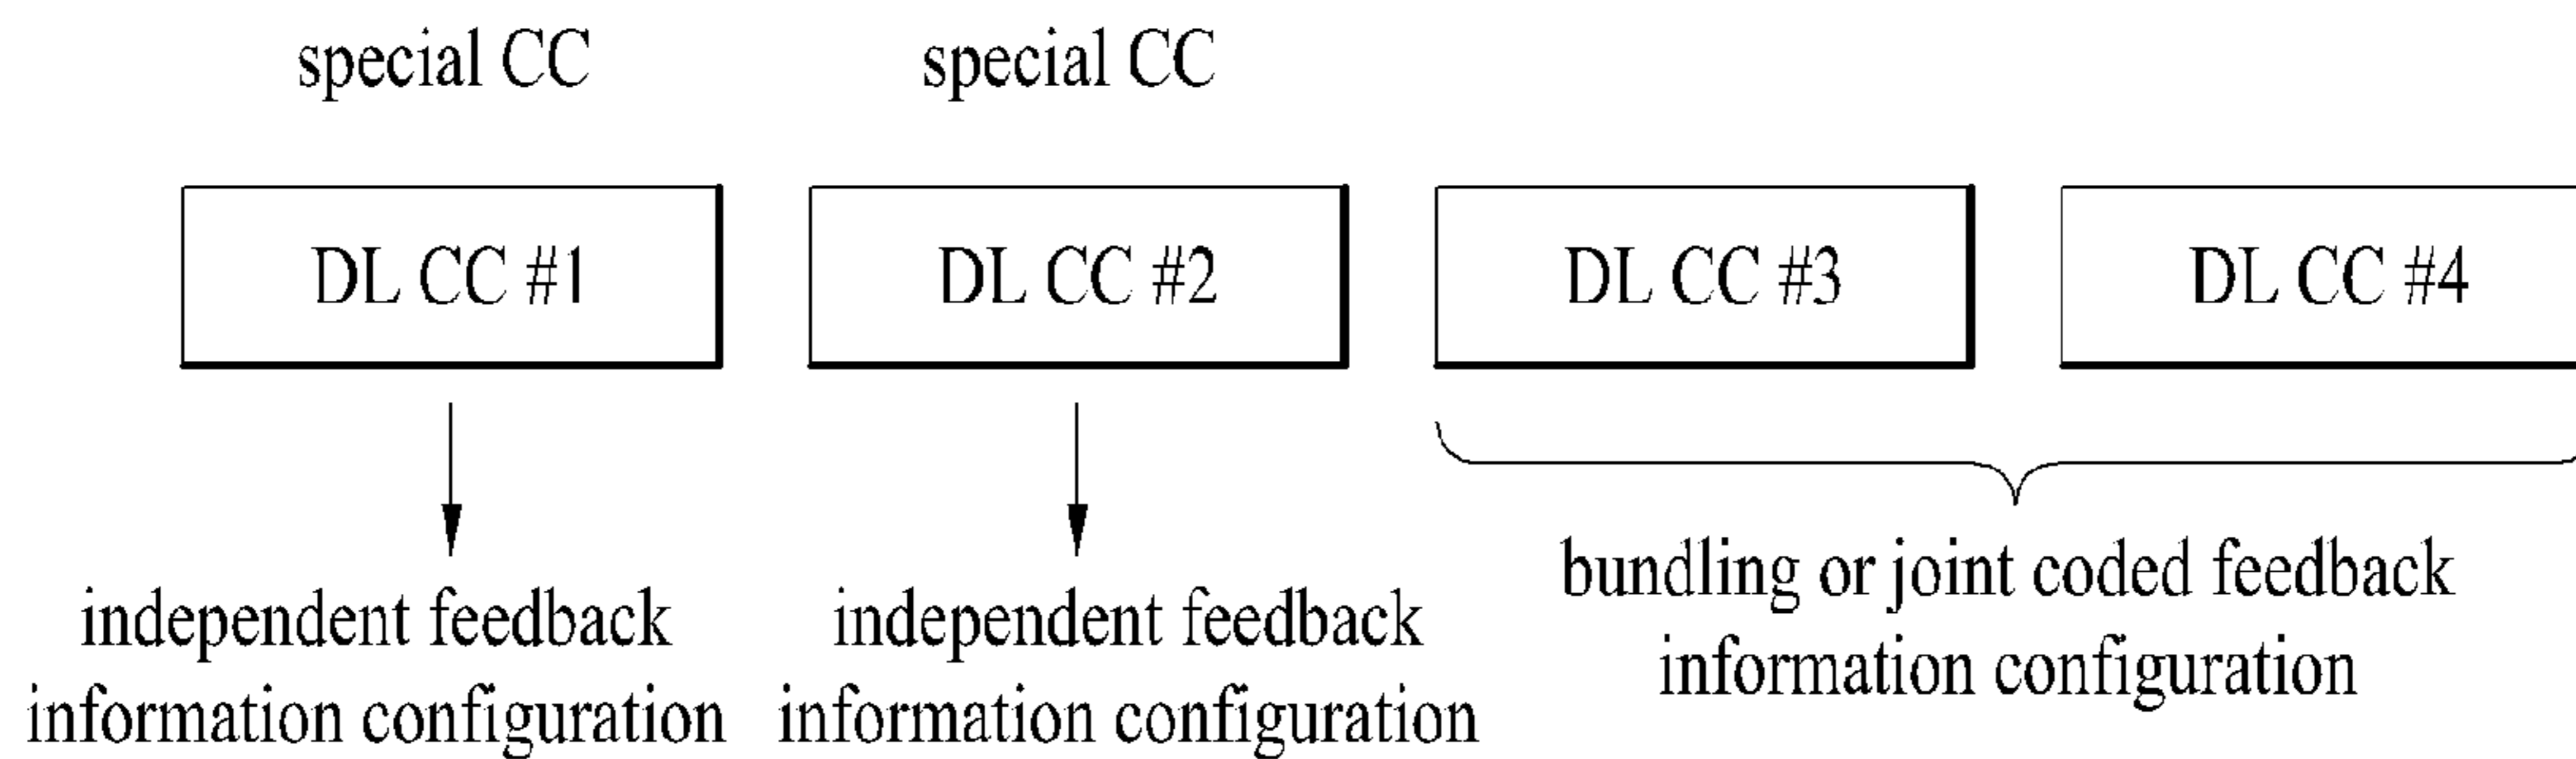 special CC
special CC
DL CC #1
DL CC #2
DL CC #3
DL CC #4
independent feedback
information configuration
independent feedback
information configuration
bundling or joint coded feedback
information configuration